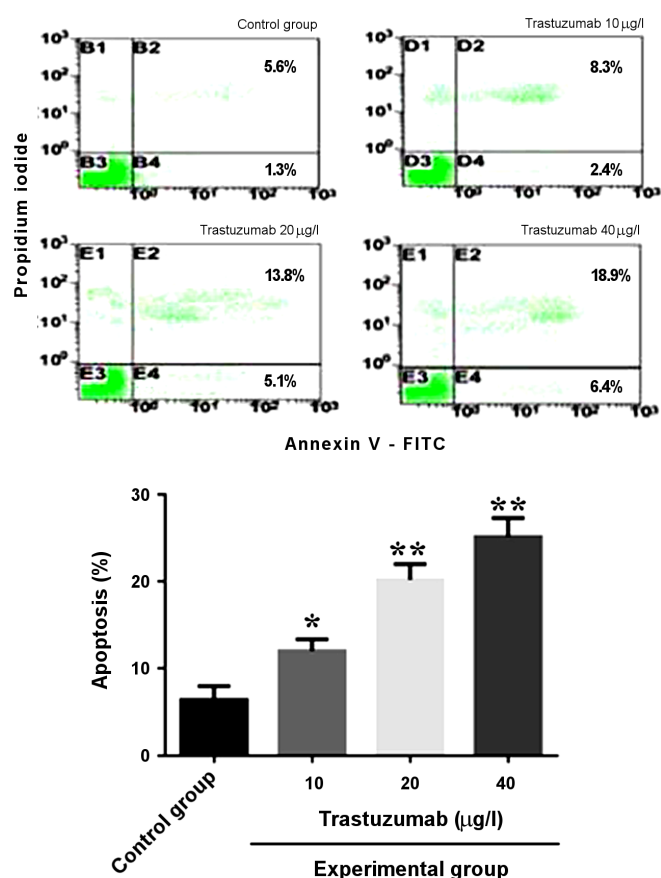 Control group
Trastuzumab 10 μg/l
10³
B1
B2
5.6%
10²
10¹
10⁰
B3
B4
1.3%
10⁰
10¹
10²
10³
10³
D1
D2
8.3%
10²
10¹
10⁰
D3
D4
2.4%
10⁰
10¹
10²
10³
Propidium iodide
Trastuzumab 20 μg/l
Trastuzumab 40 μg/l
10³
E1
E2
13.8%
10²
10¹
10⁰
E3
E4
5.1%
10⁰
10¹
10²
10³
10³
E1
E2
18.9%
10²
10¹
10⁰
E3
E4
6.4%
10⁰
10¹
10²
10³
Annexin V - FITC
30
20
10
0
Apoptosis (%)
*
**
**
Control group
10
20
40
Trastuzumab (μg/l)
Experimental group